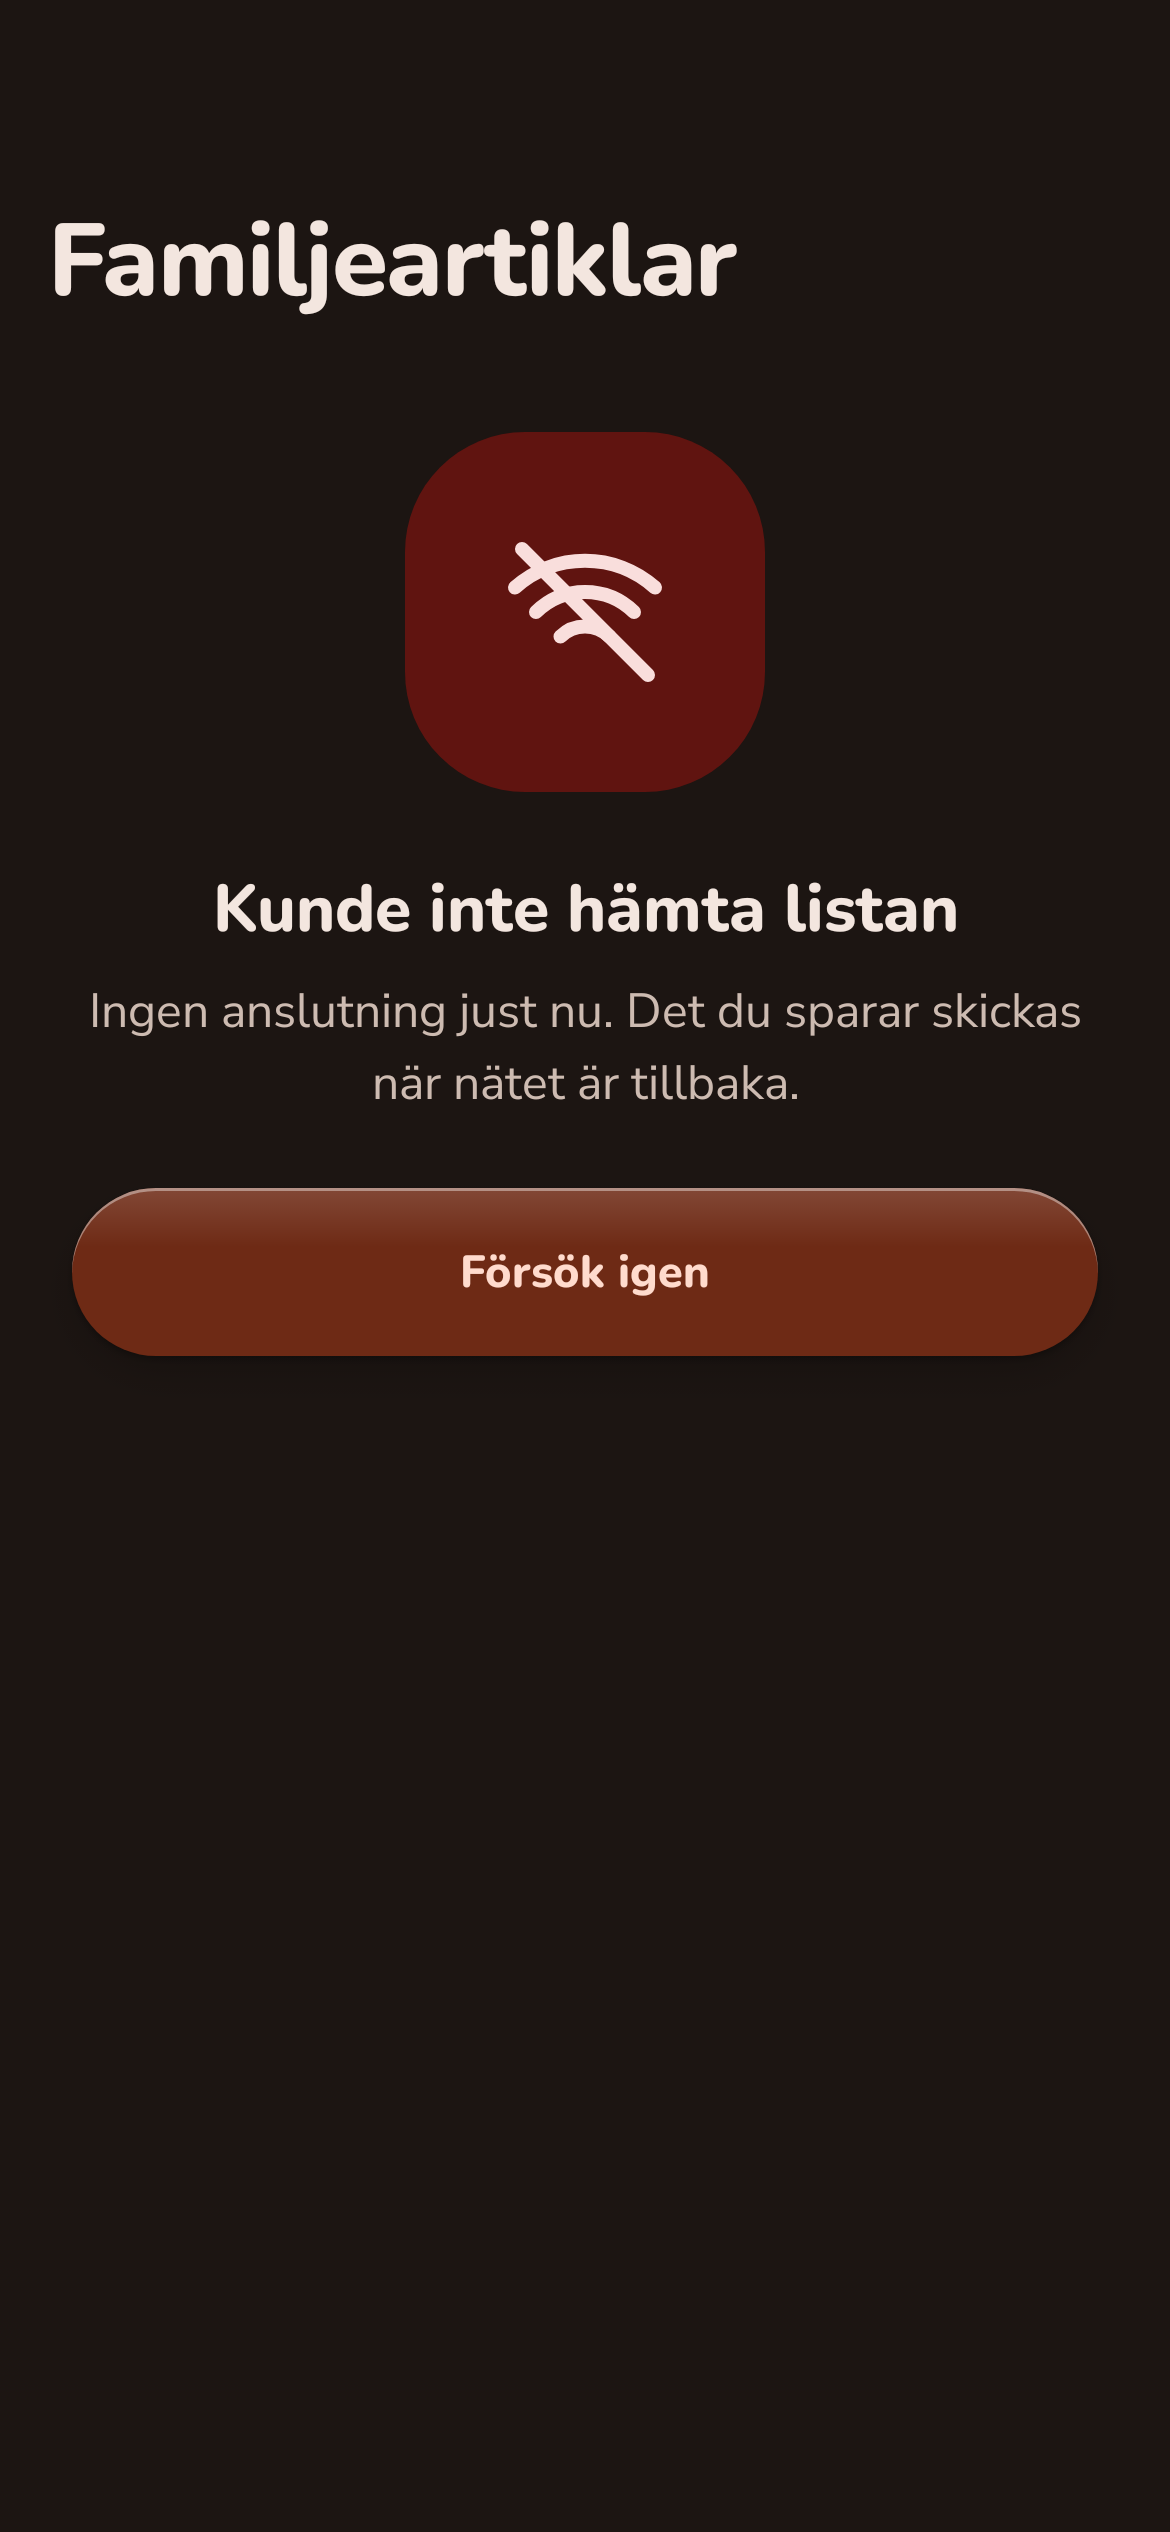 Familjeartiklar
Kunde inte hämta listan
Ingen anslutning just nu. Det du sparar skickas
när nätet är tillbaka.
Försök igen